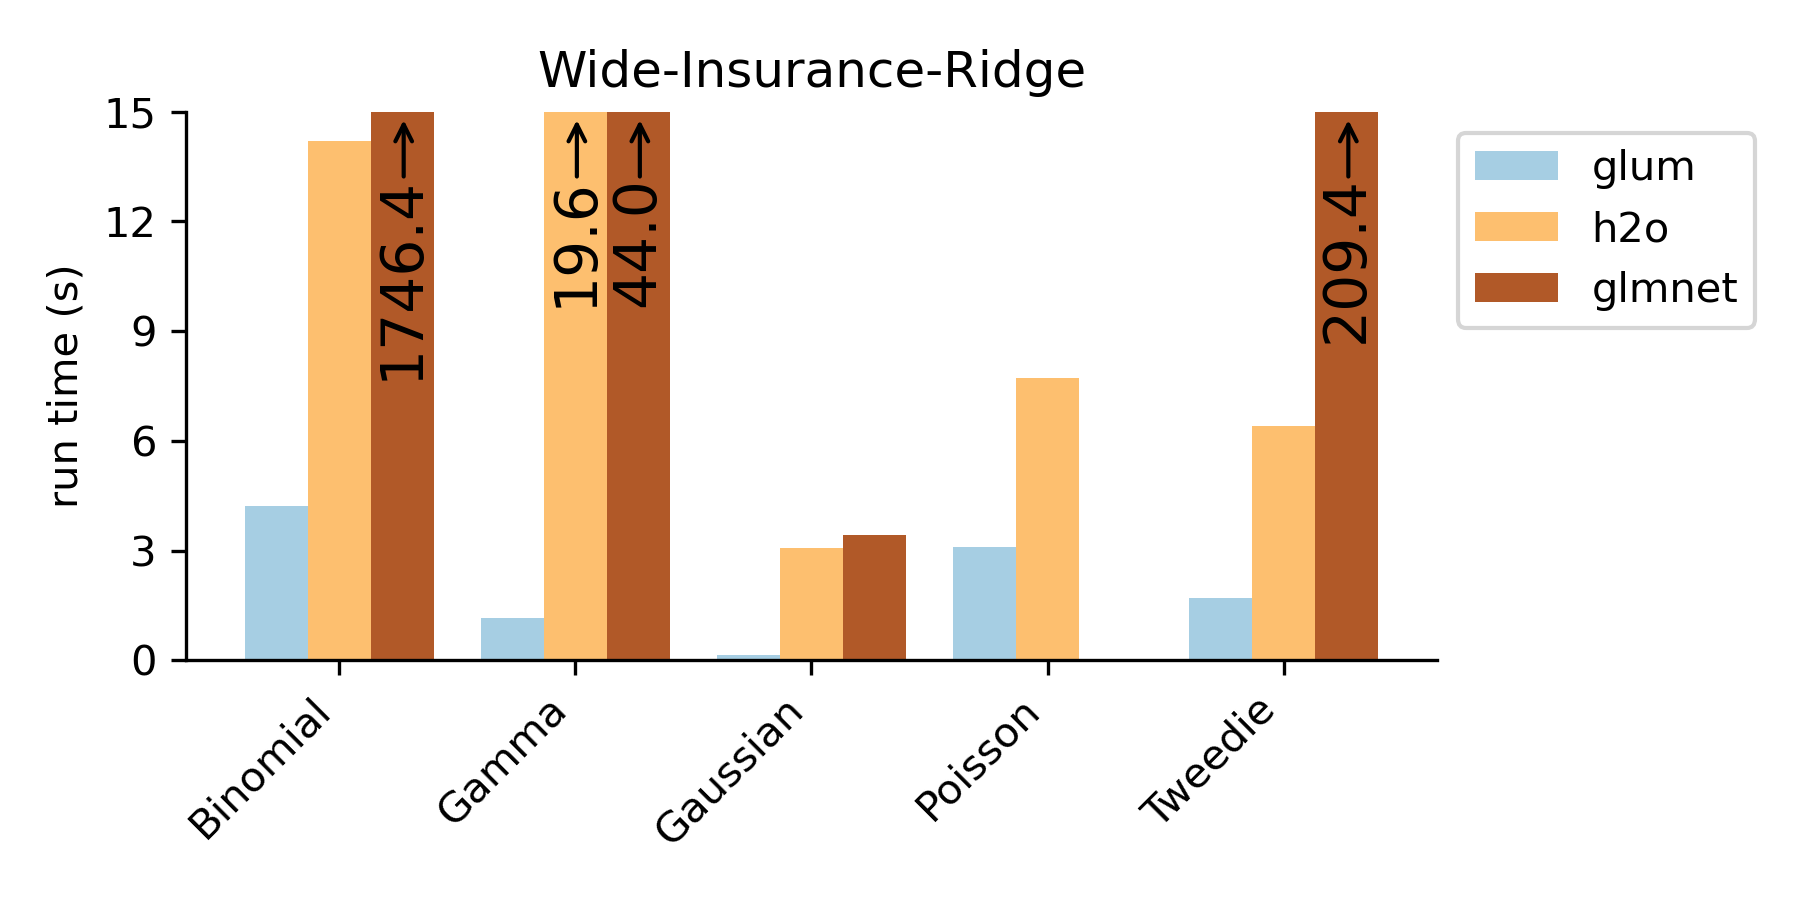 Wide-Insurance-Ridge
run time (s)
15
12
9
6
3
0
1746.4
19.6
44.0
209.4
Binomial
Gamma
Gaussian
Poisson
Tweedie
glum
h2o
glmnet